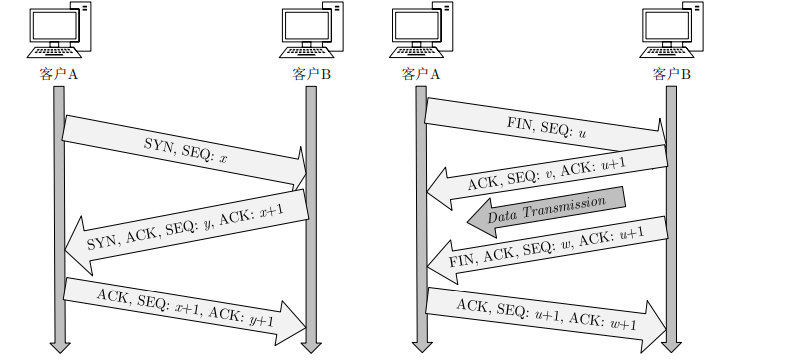 客户A
客户B
SYN, SEQ: x
SYN, ACK, SEQ: y, ACK: x+1
ACK, SEQ: x+1, ACK: y+1
客户A
客户B
FIN, SEQ: u
ACK, SEQ: v, ACK: u+1
Data Transmission
FIN, ACK, SEQ: w, ACK: u+1
ACK, SEQ: u+1, ACK: w+1